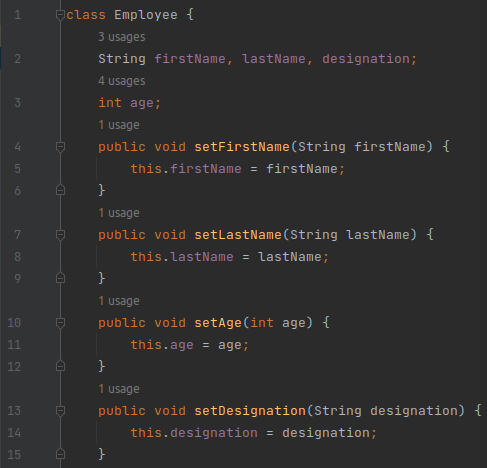 1 class Employee {
3 usages
2 String firstName, lastName, designation;
4 usages
3 int age;
1 usage
4 public void setFirstName(String firstName) {
5 this.firstName = firstName;
6 }
1 usage
7 public void setLastName(String lastName) {
8 this.lastName = lastName;
9 }
1 usage
10 public void setAge(int age) {
11 this.age = age;
12 }
1 usage
13 public void setDesignation(String designation) {
14 this.designation = designation;
15 }